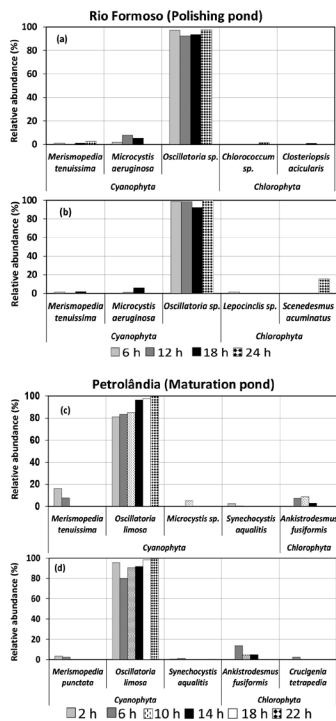 Rio Formoso (Polishing pond)
(a)
Relative abundance (%)
100
80
60
40
20
0
Merismopedia tenuissima
Microcystis aeruginosa
Oscillatoria sp.
Chlorococcum sp.
Closteriopsis acicularis
Cyanophyta
Chlorophyta
(b)
Relative abundance (%)
100
80
60
40
20
0
Merismopedia tenuissima
Microcystis aeruginosa
Oscillatoria sp.
Lepocinclis sp.
Scenedesmus acuminatus
Cyanophyta
Chlorophyta
6 h 12 h 18 h 24 h
Petrolândia (Maturation pond)
(c)
Relative abundance (%)
100
80
60
40
20
0
Merismopedia tenuissima
Oscillatoria limosa
Microcystis sp.
Synechocystis aqualitis
Ankistrodesmus fusiformis
Cyanophyta
Chlorophyta
(d)
Relative abundance (%)
100
80
60
40
20
0
Merismopedia punctata
Oscillatoria limosa
Synechocystis aqualitis
Ankistrodesmus fusiformis
Crucigenia tetrapedia
Cyanophyta
Chlorophyta
2 h 6 h 10 h 14 h 18 h 22 h